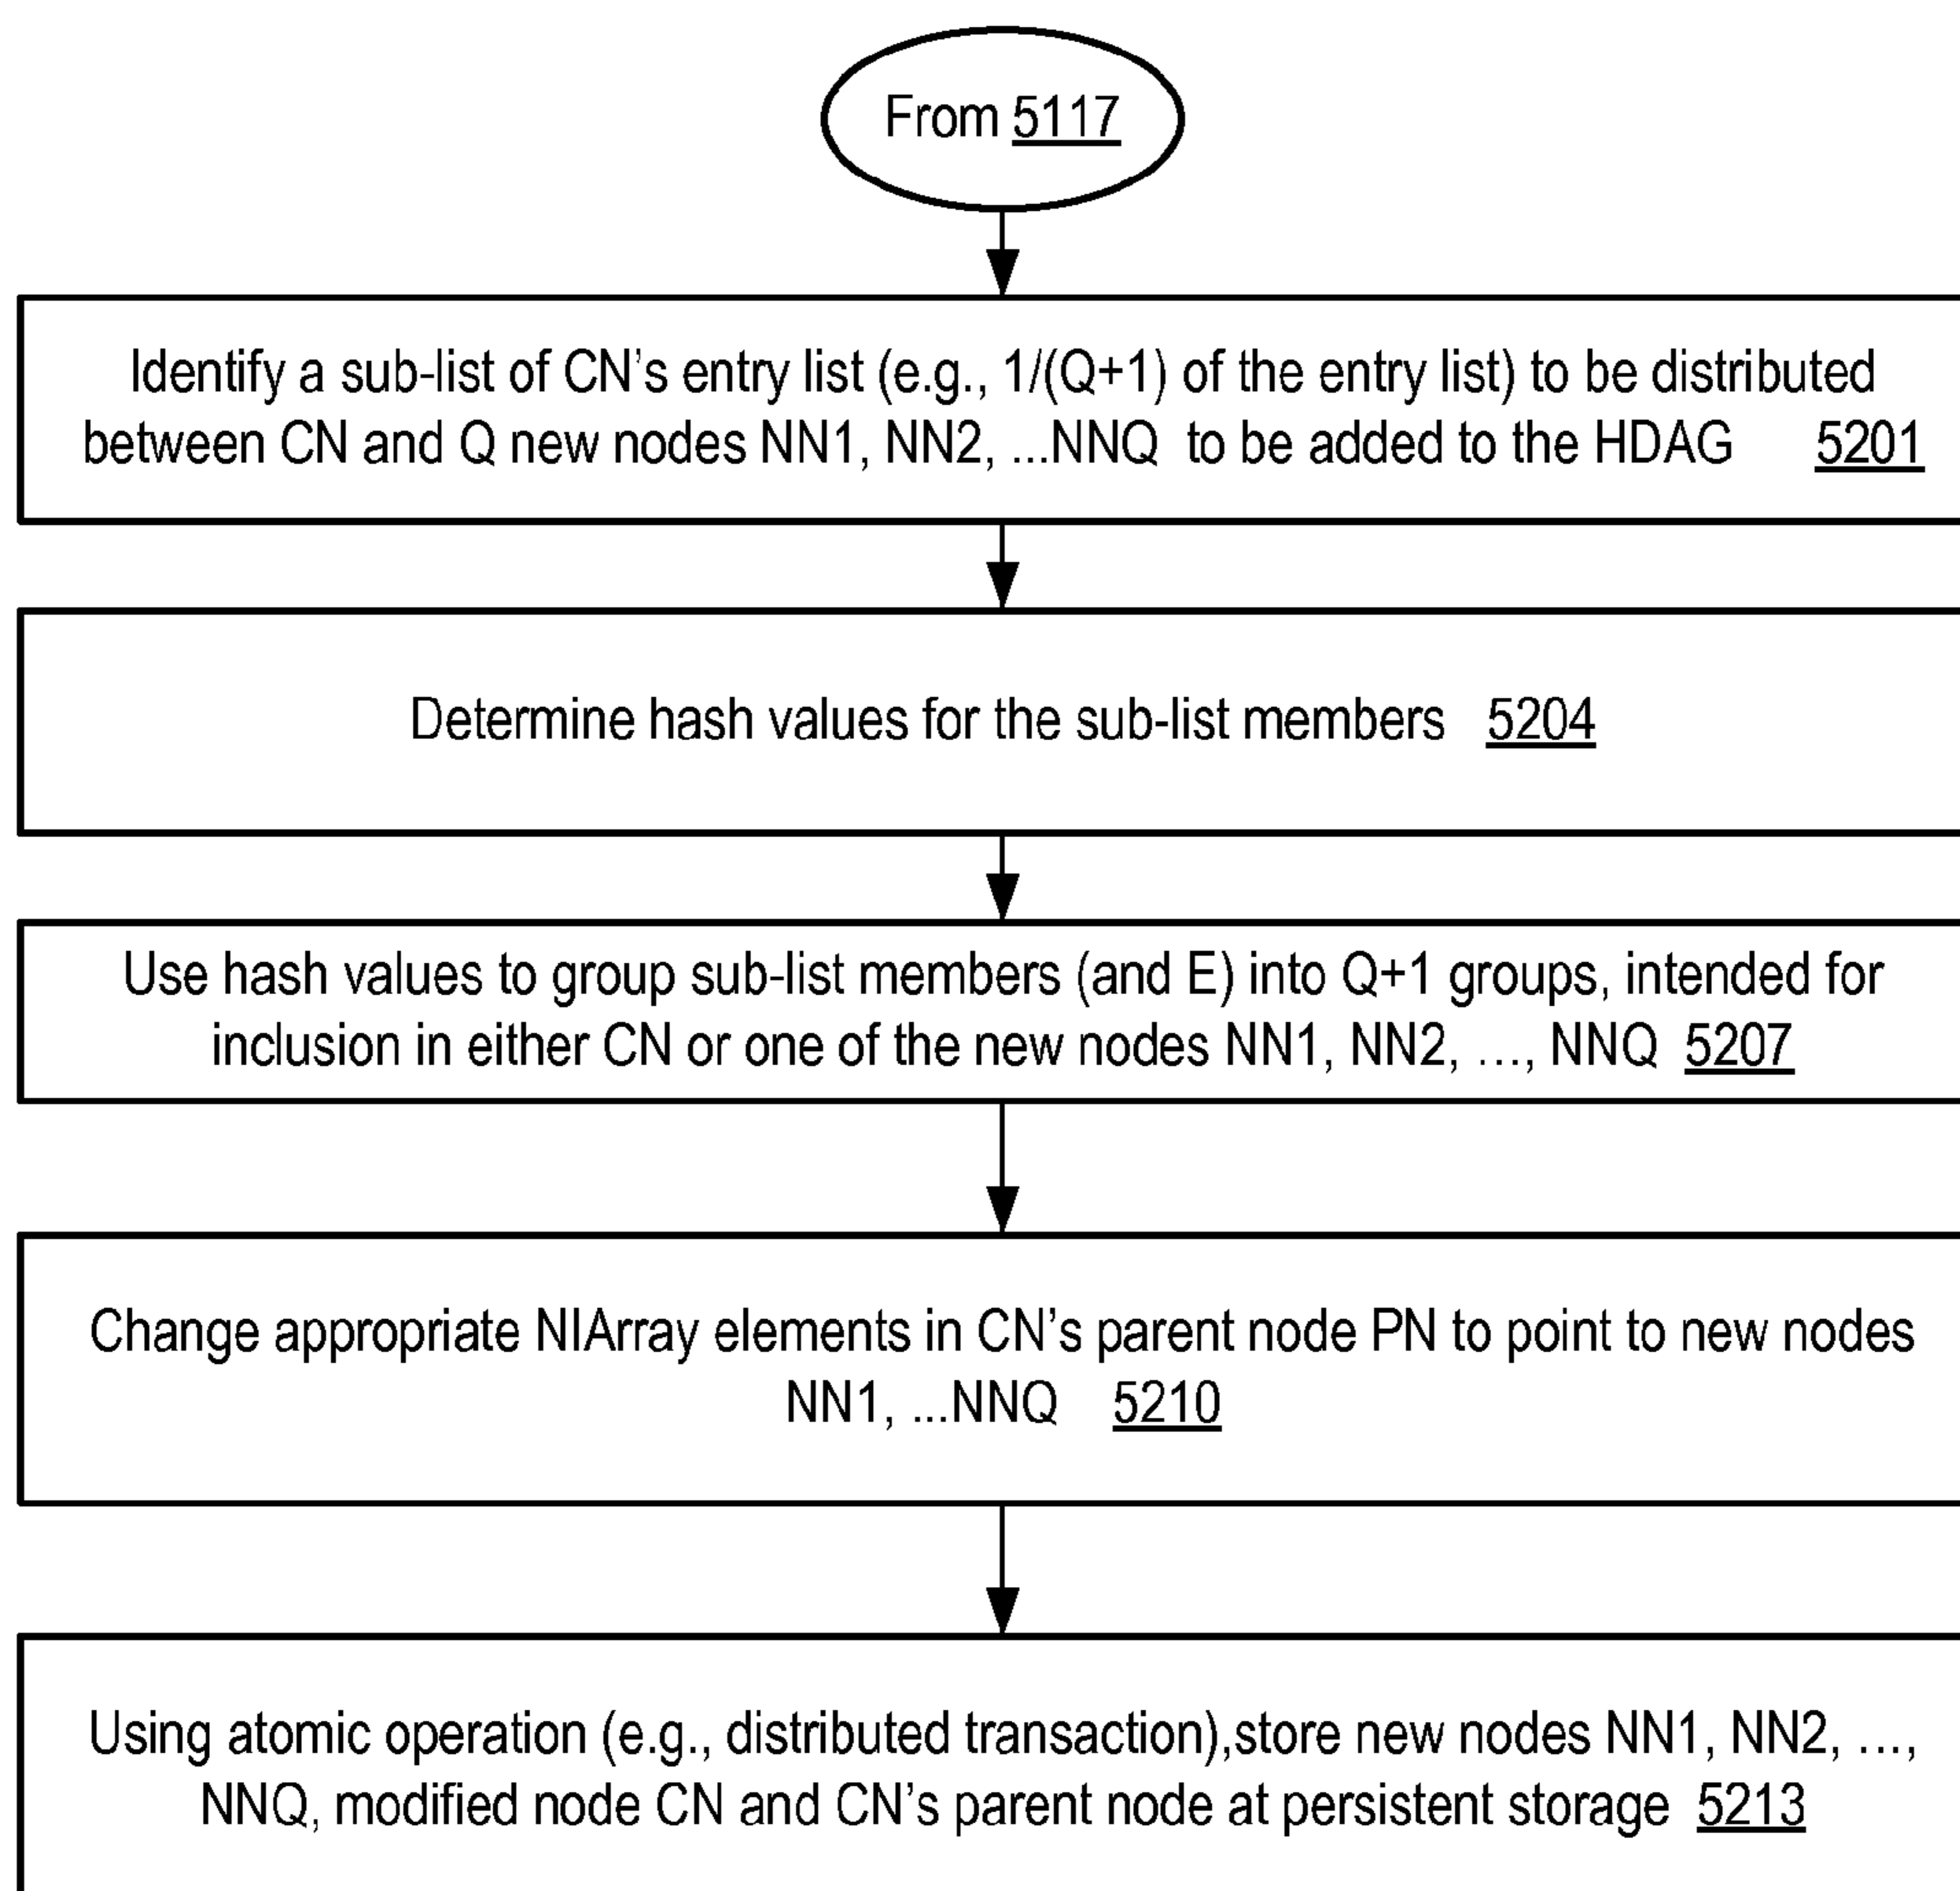 From 5117
Identify a sub-list of CN's entry list (e.g., 1/(Q+1) of the entry list) to be distributed
between CN and Q new nodes NN1, NN2, ...NNQ to be added to the HDAG 5201
Determine hash values for the sub-list members 5204
Use hash values to group sub-list members (and E) into Q+1 groups, intended for
inclusion in either CN or one of the new nodes NN1, NN2, …, NNQ 5207
Change appropriate NIArray elements in CN's parent node PN to point to new nodes
NN1, ...NNQ 5210
Using atomic operation (e.g., distributed transaction),store new nodes NN1, NN2, …,
NNQ, modified node CN and CN's parent node at persistent storage 5213